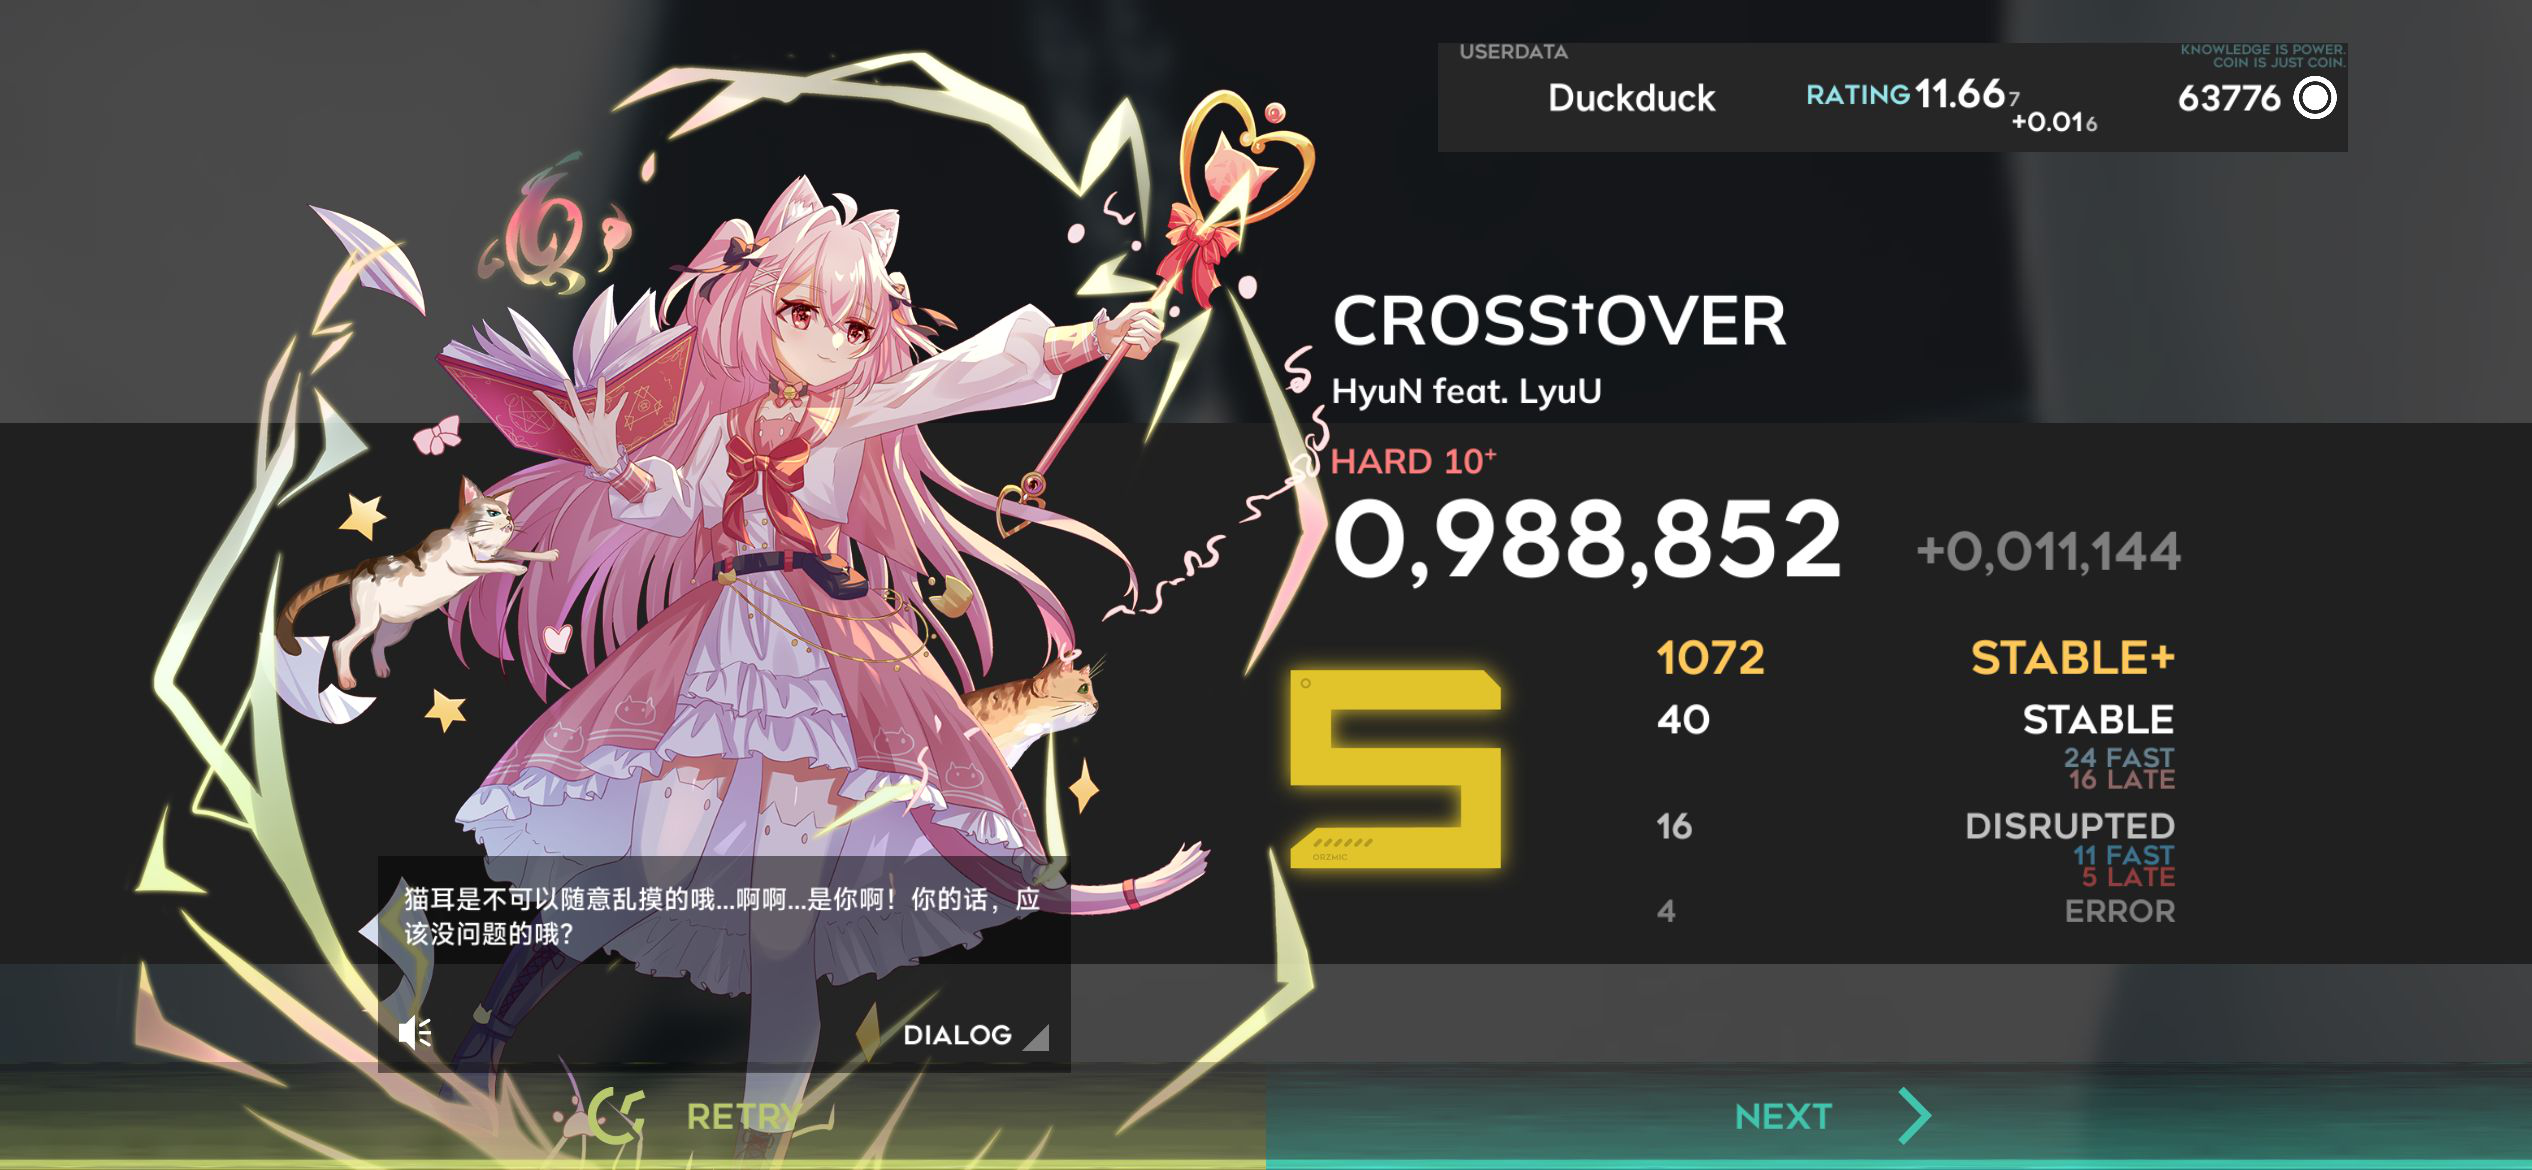 USERDATA
KNOWLEDGE IS POWER.
COIN IS JUST COIN.
Duckduck
RATING 11.667
+0.016
63776
CROSS†OVER
HyuN feat. LyuU
HARD 10+
0,988,852
+0,011,144
S
ORZMIC
1072 STABLE+
40 STABLE
24 FAST
16 LATE
16 DISRUPTED
11 FAST
5 LATE
4 ERROR
猫耳是不可以随意乱摸的哦...啊啊...是你啊！你的话，应
该没问题的哦？
DIALOG
RETRY
NEXT